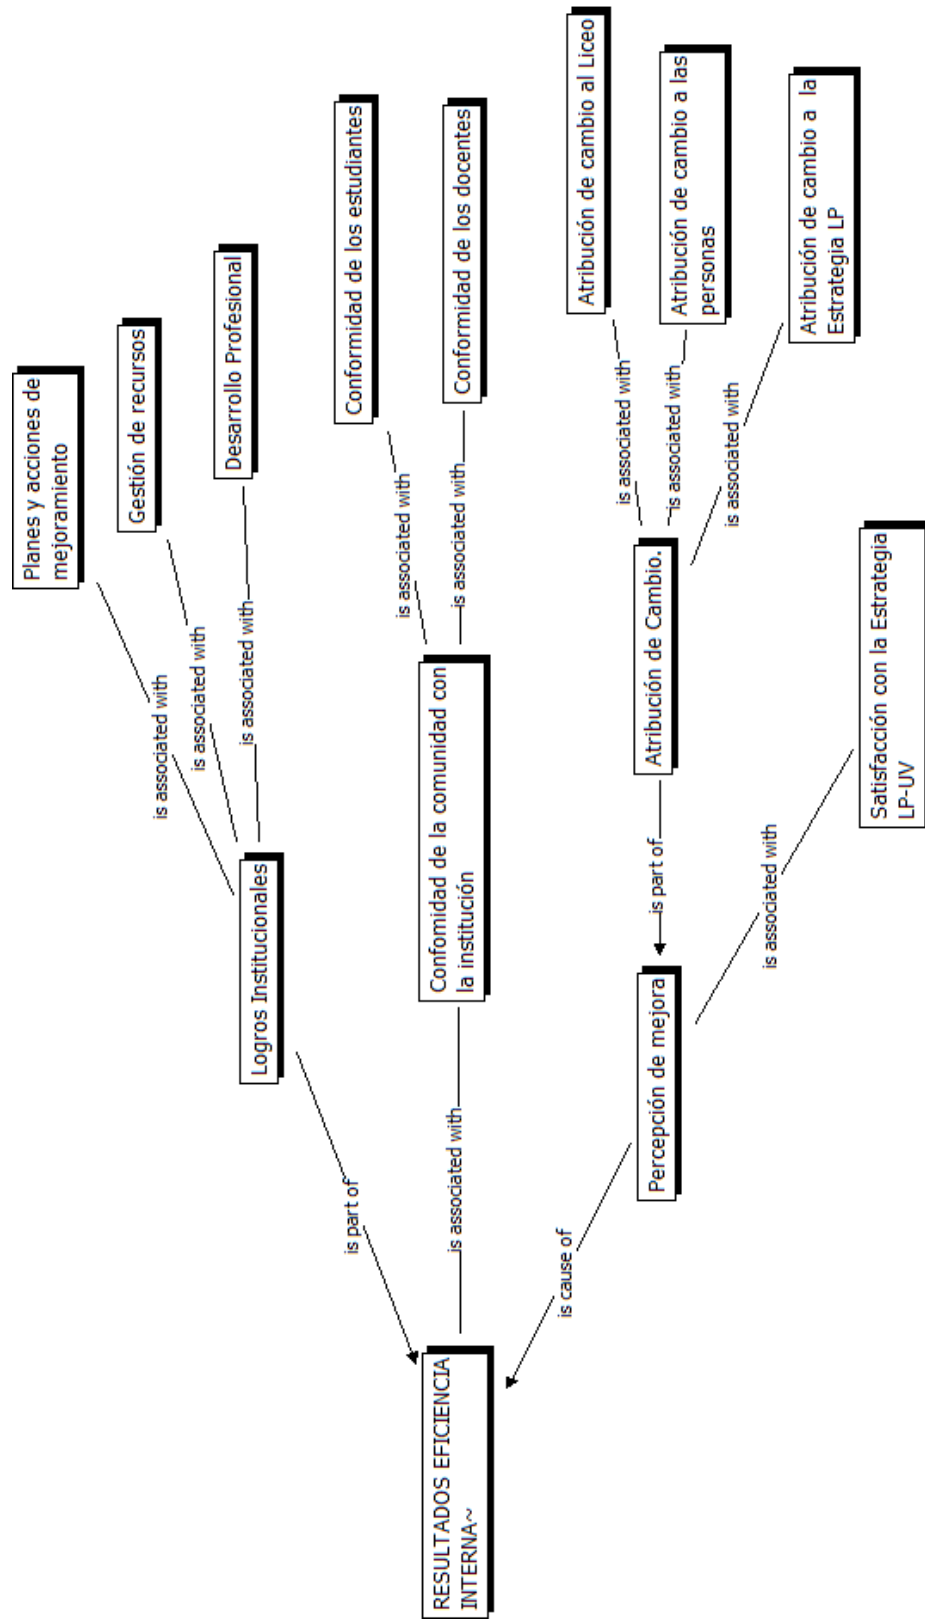 Planes y acciones de
mejoramiento
Gestión de recursos
Desarrollo Profesional
is associated with
is associated with
is associated with
Logros Institucionales
is part of
Conformidad de los estudiantes
Conformidad de los docentes
is associated with
is associated with
Confomidad de la comunidad con
la institución
is associated with
RESULTADOS EFICIENCIA
INTERNA~
Atribución de cambio al Liceo
Atribución de cambio a las
personas
Atribución de cambio a la
Estrategia LP
is associated with
is associated with
is associated with
Atribución de Cambio.
is part of
Percepción de mejora
is cause of
is associated with
Satisfacción con la Estrategia
LP-UV